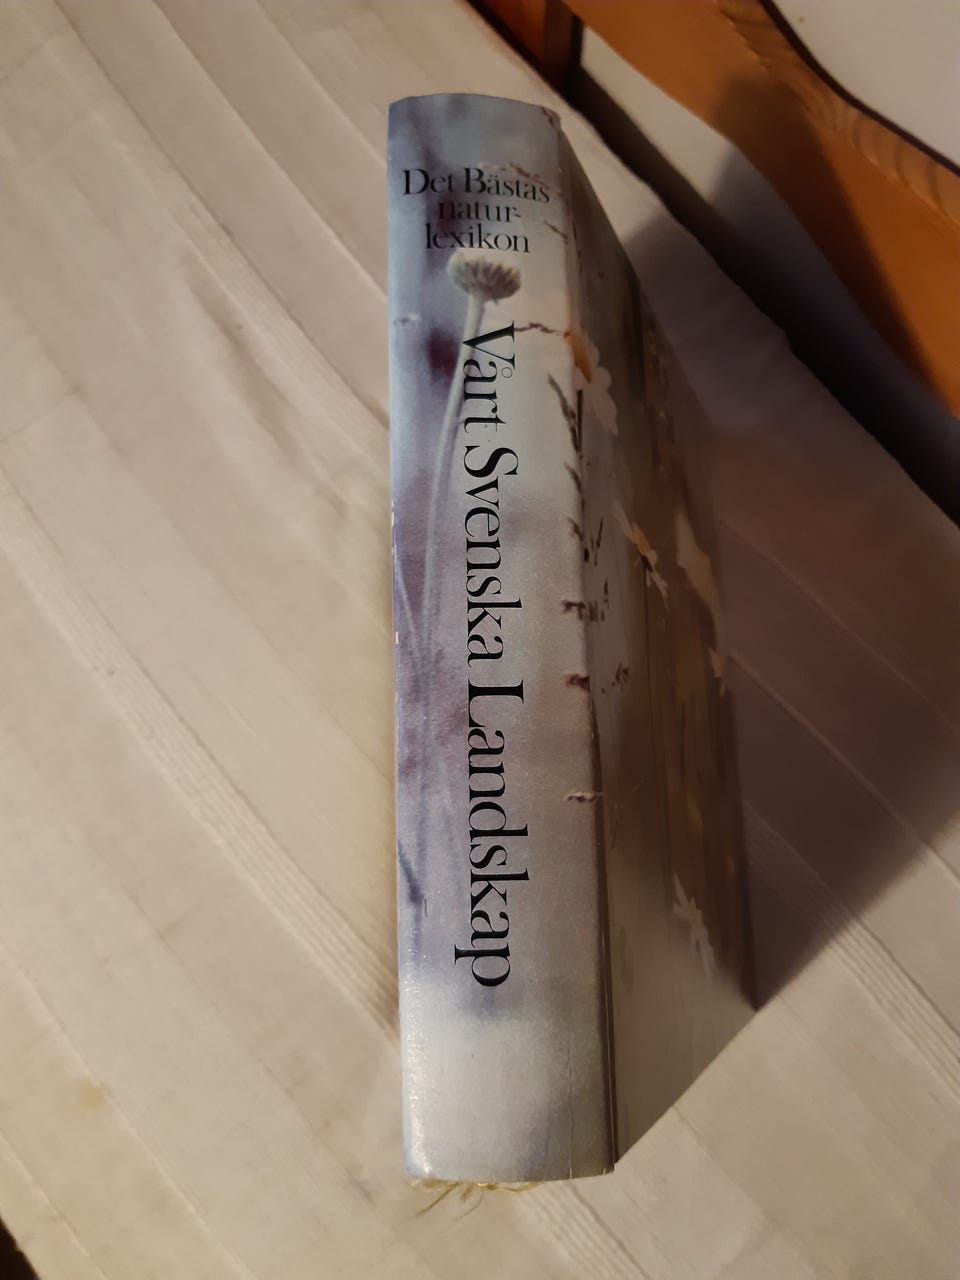 Det Bästas
natur-
lexikon
Vårt Svenska Landskap